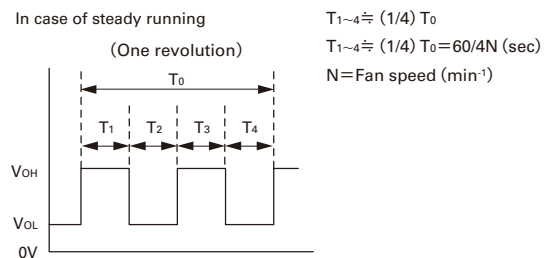 In case of steady running
(One revolution)
T0
T1 T2 T3 T4
VOH
VOL
0V
T1~4≒ (1/4) T0
T1~4≒ (1/4) T0=60/4N (sec)
N=Fan speed (min-1)